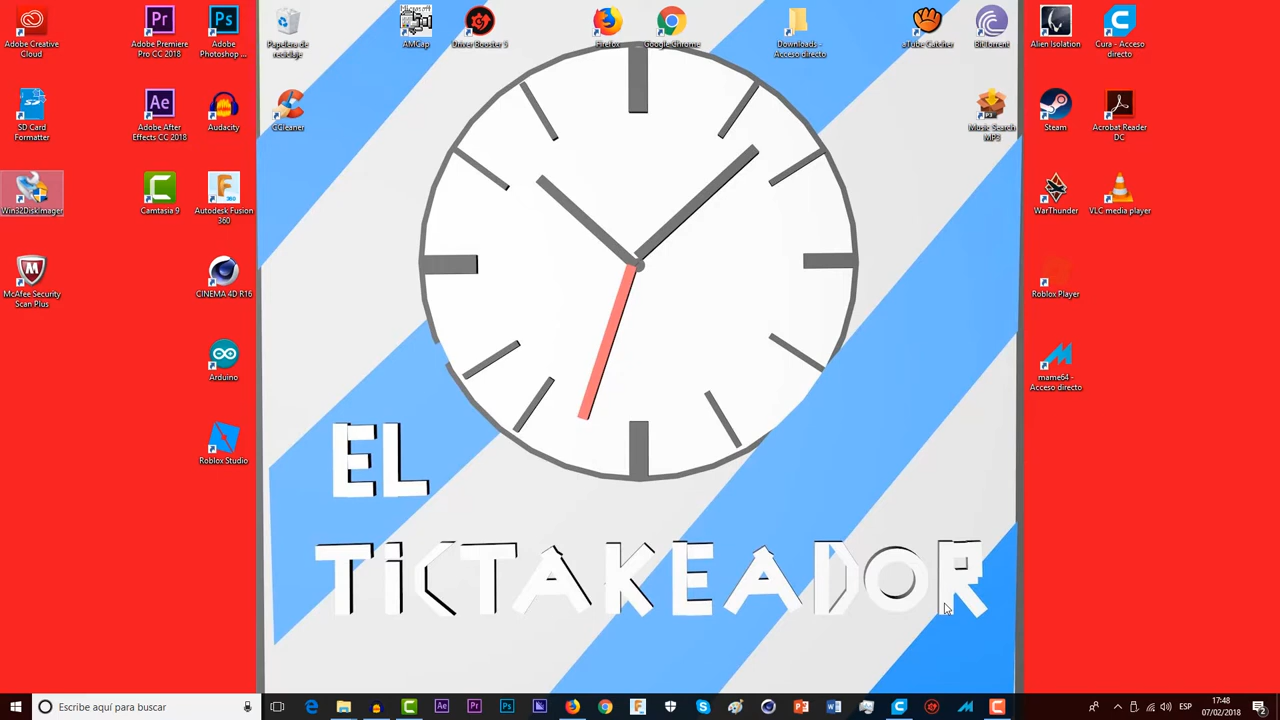 Adobe Creative
Cloud
Adobe Premiere
Pro CC 2018
Adobe
Photoshop ...
Papelera de
reciclaje
Microsoft
AMCap
Driver Booster 5
Firefox
Google Chrome
Downloads -
Acceso directo
aTube Catcher
BitTorrent
Alien Isolation
Cura - Acceso
directo
SD Card
Formatter
Adobe After
Effects CC 2018
Audacity
CCleaner
Music Search
MP3
Steam
Acrobat Reader
DC
Win32DiskImager
Camtasia 9
Autodesk Fusion
360
WarThunder
VLC media player
McAfee Security
Scan Plus
CINEMA 4D R16
Roblox Player
Arduino
mame64 -
Acceso directo
Roblox Studio
EL
TiCTAKEADOR
Escribe aquí para buscar
ESP
17:48
07/02/2018
2